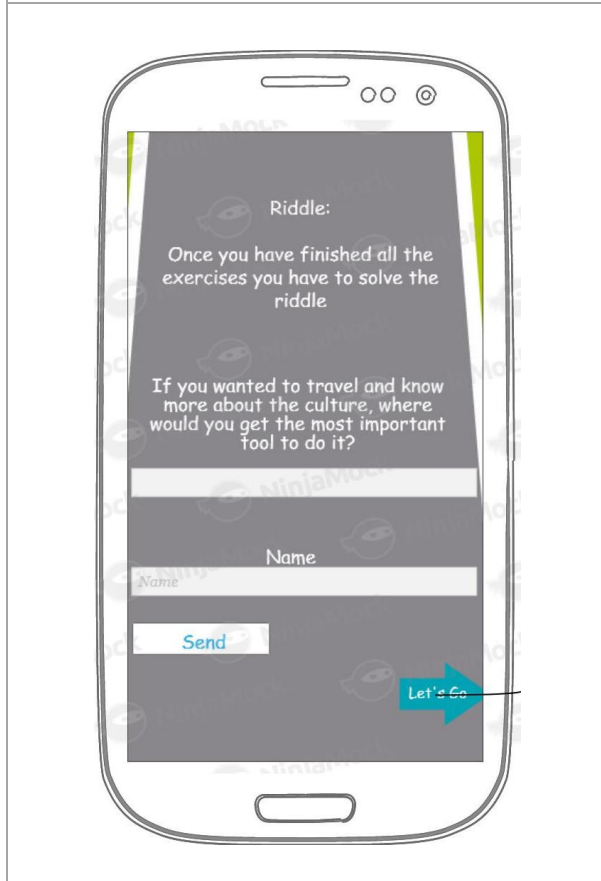 Riddle:
Once you have finished all the
exercises you have to solve the
riddle
If you wanted to travel and know
more about the culture, where
would you get the most important
tool to do it?
Name
Name
Send
Let's Go
NinjaMock